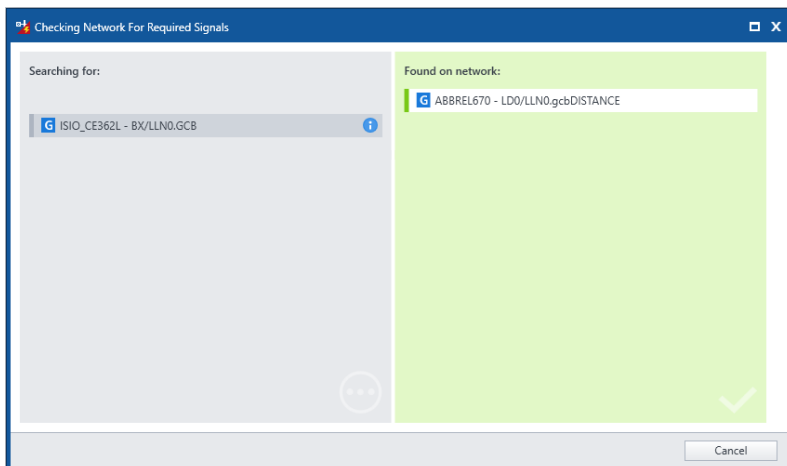 Checking Network For Required Signals
Searching for:
G ISIO_CE362L - BX/LLN0.GCB
Found on network:
G ABBREL670 - LD0/LLN0.gcbDISTANCE
Cancel